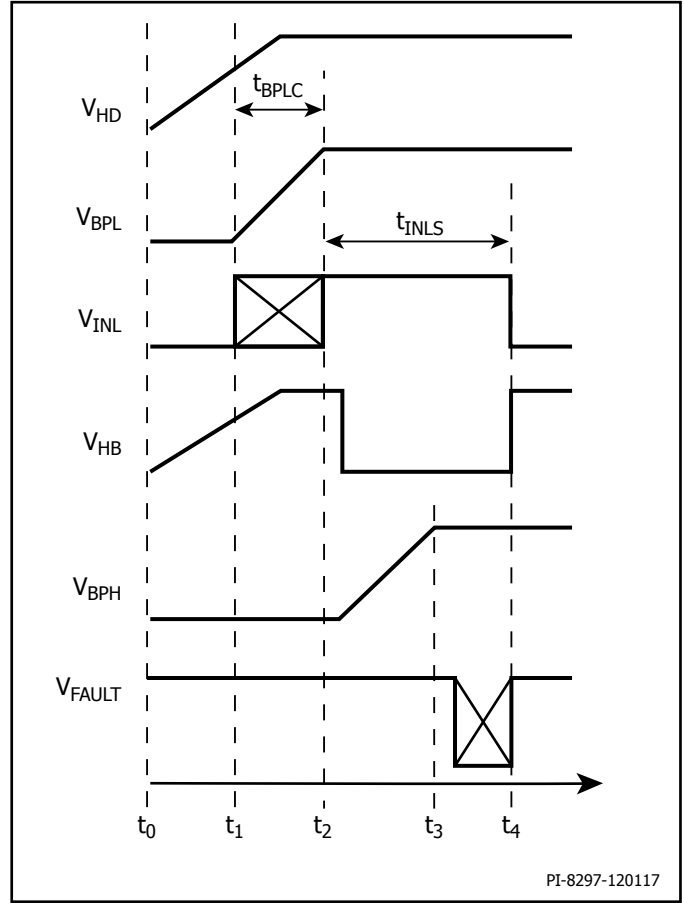 V_HD
t_BPLC
V_BPL
t_INLS
V_INL
V_HB
V_BPH
V_FAULT
t_0 t_1 t_2 t_3 t_4
PI-8297-120117